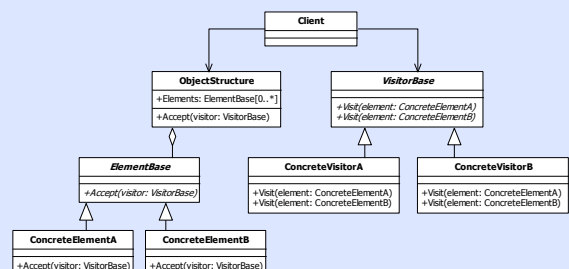 Client
ObjectStructure
+Elements: ElementBase[0..*]
+Accept(visitor: VisitorBase)
VisitorBase
+Visit(element: ConcreteElementA)
+Visit(element: ConcreteElementB)
ElementBase
+Accept(visitor: VisitorBase)
ConcreteVisitorA
+Visit(element: ConcreteElementA)
+Visit(element: ConcreteElementB)
ConcreteVisitorB
+Visit(element: ConcreteElementA)
+Visit(element: ConcreteElementB)
ConcreteElementA
+Accept(visitor: VisitorBase)
ConcreteElementB
+Accept(visitor: VisitorBase)